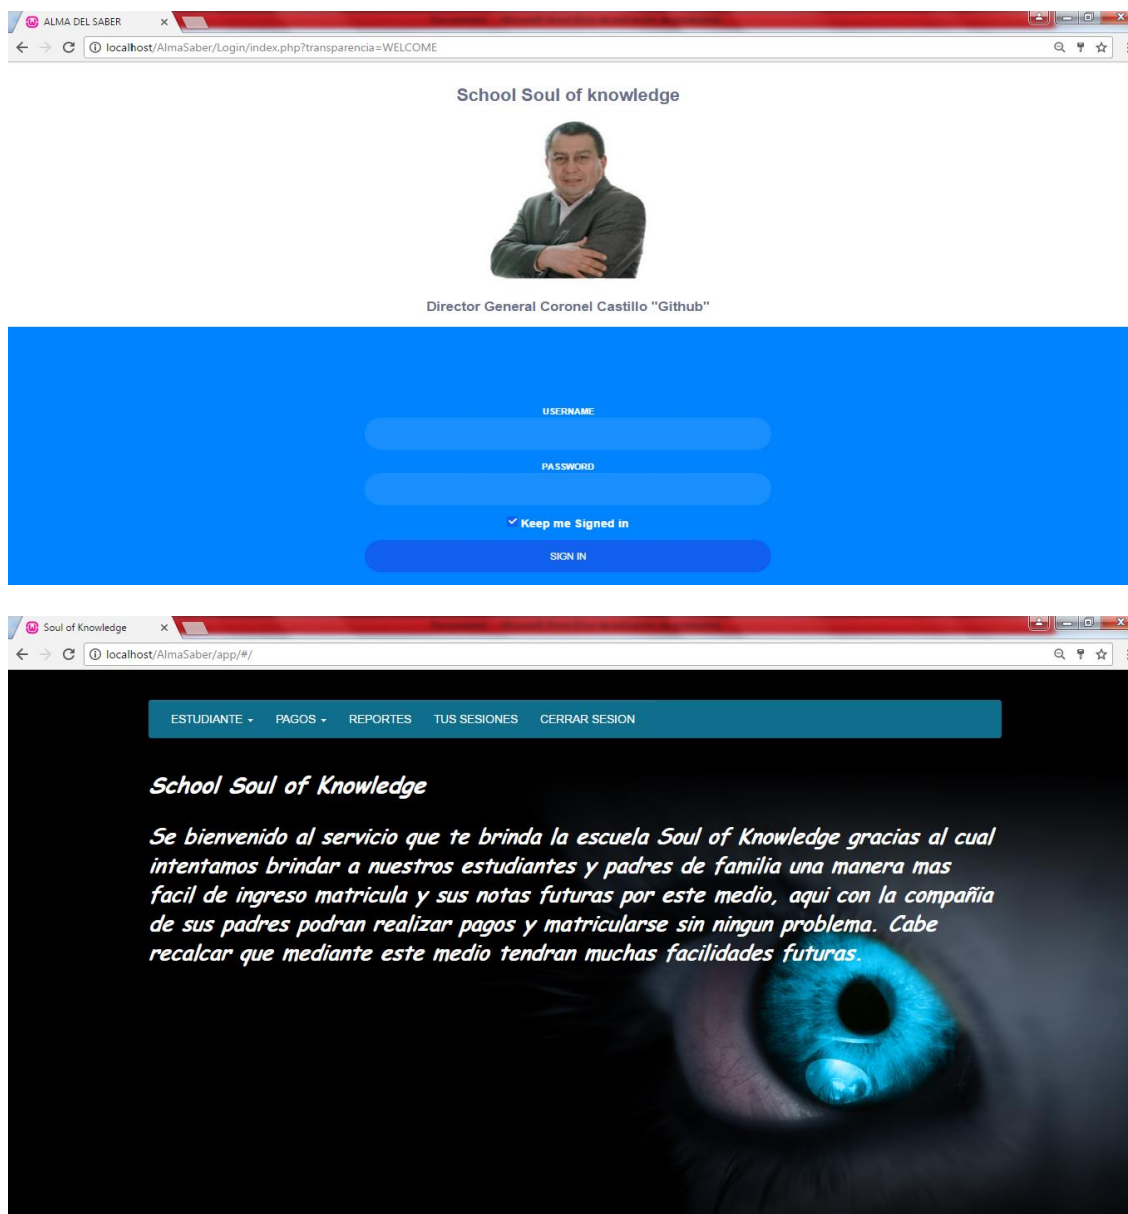 ALMA DEL SABER
localhost/AlmaSaber/Login/index.php?transparencia=WELCOME
School Soul of knowledge
Director General Coronel Castillo "Github"
USERNAME
PASSWORD
Keep me Signed in
SIGN IN
Soul of Knowledge
localhost/AlmaSaber/app/#/
ESTUDIANTE PAGOS REPORTES TUS SESIONES CERRAR SESION
School Soul of Knowledge
Se bienvenido al servicio que te brinda la escuela Soul of Knowledge gracias al cual
intentamos brindar a nuestros estudiantes y padres de familia una manera mas
facil de ingreso matricula y sus notas futuras por este medio, aqui con la compañia
de sus padres podran realizar pagos y matricularse sin ningun problema. Cabe
recalcar que mediante este medio tendran muchas facilidades futuras.